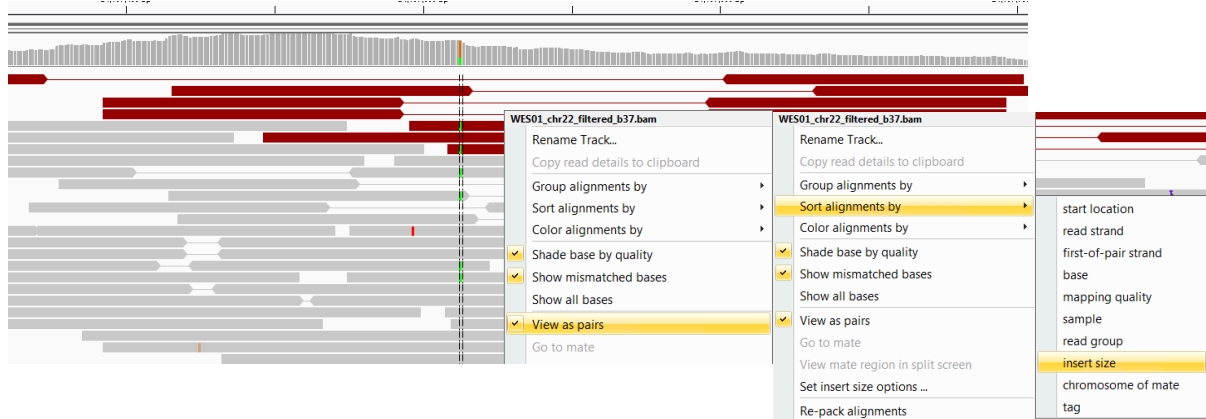 WES01_chr22_filtered_b37.bam
Rename Track...
Copy read details to clipboard
Group alignments by
Sort alignments by
Color alignments by
Shade base by quality
Show mismatched bases
Show all bases
View as pairs
Go to mate
WES01_chr22_filtered_b37.bam
Rename Track...
Copy read details to clipboard
Group alignments by
Sort alignments by
Color alignments by
Shade base by quality
Show mismatched bases
Show all bases
View as pairs
Go to mate
View mate region in split screen
Set insert size options ...
Re-pack alignments
start location
read strand
first-of-pair strand
base
mapping quality
sample
read group
insert size
chromosome of mate
tag